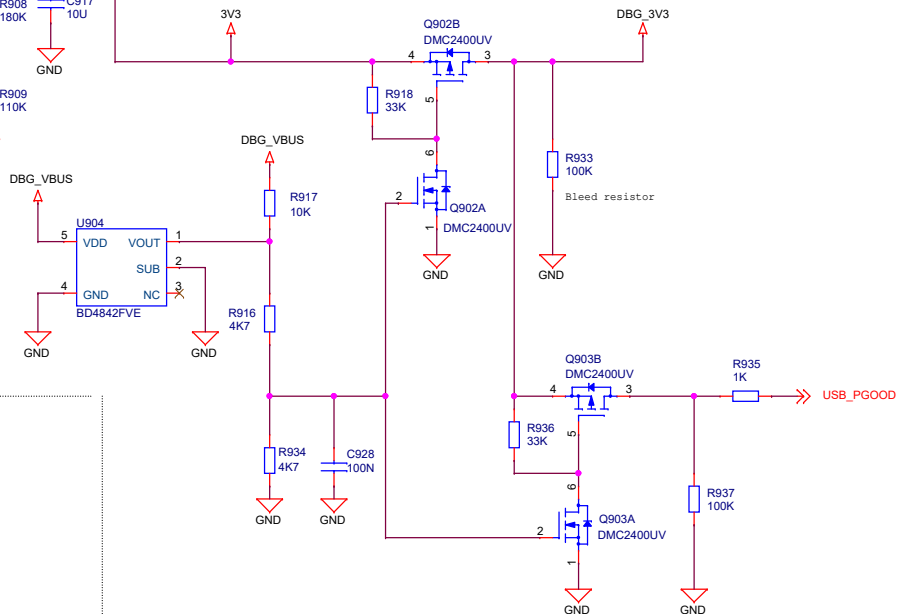 R908
180K
C917
10U
GND
R909
110K
3V3
Q902B
DMC2400UV
4
3
5
DBG_3V3
R918
33K
6
2
Q902A
1
DMC2400UV
GND
R933
100K
Bleed resistor
GND
DBG_VBUS
R917
10K
DBG_VBUS
U904
5
VDD
VOUT
1
SUB
2
4
GND
NC
3
BD4842FVE
GND
GND
R916
4K7
R934
4K7
GND
C928
100N
GND
Q903B
DMC2400UV
4
3
5
R936
33K
6
2
Q903A
DMC2400UV
1
GND
R935
1K
USB_PGOOD
R937
100K
GND